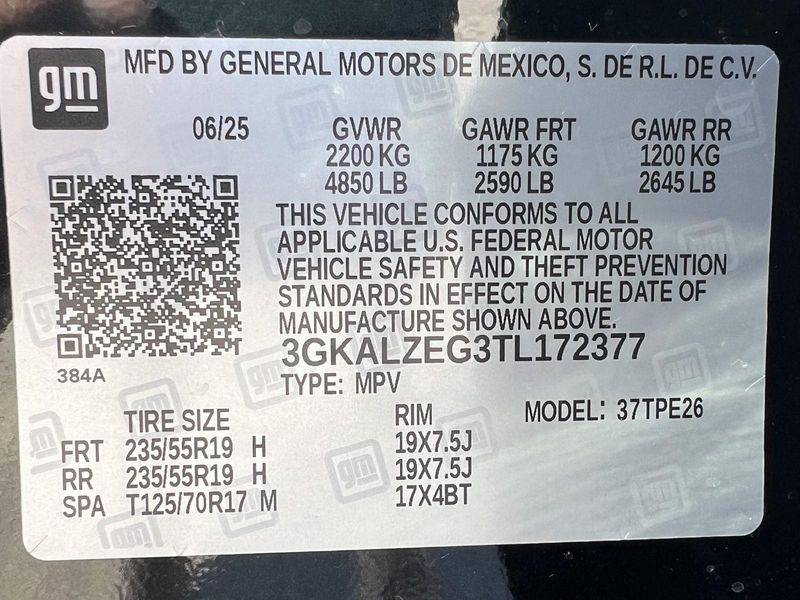 gm MFD BY GENERAL MOTORS DE MEXICO, S. DE R.L. DE C.V.
06/25 GVWR GAWR FRT GAWR RR
2200 KG 1175 KG 1200 KG
4850 LB 2590 LB 2645 LB
THIS VEHICLE CONFORMS TO ALL
APPLICABLE U.S. FEDERAL MOTOR
VEHICLE SAFETY AND THEFT PREVENTION
STANDARDS IN EFFECT ON THE DATE OF
MANUFACTURE SHOWN ABOVE.
3GKALZEG3TL172377
384A
TYPE: MPV
TIRE SIZE RIM MODEL: 37TPE26
FRT 235/55R19 H 19X7.5J
RR 235/55R19 H 19X7.5J
SPA T125/70R17 M 17X4BT